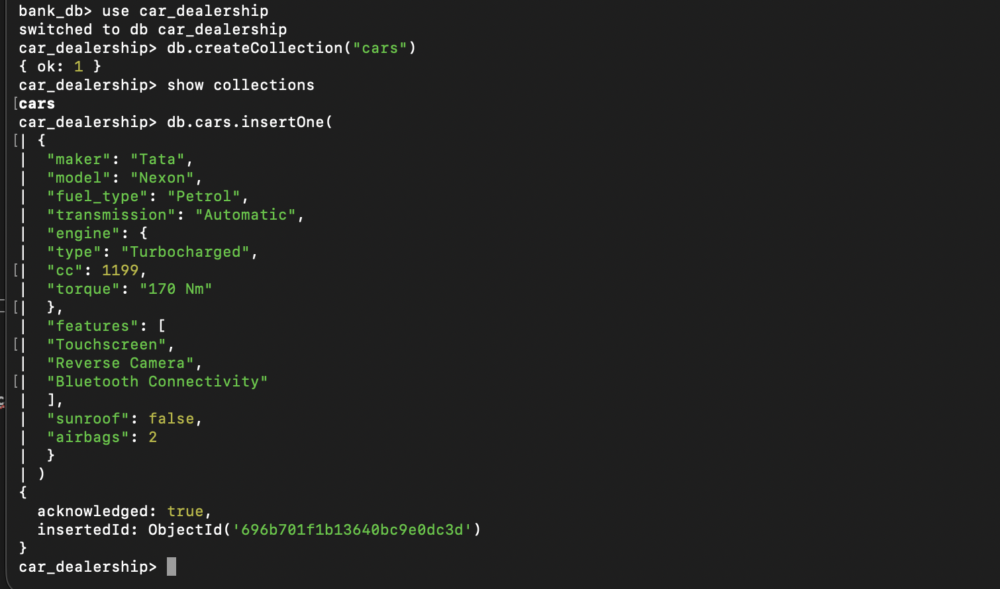 bank_db> use car_dealership
switched to db car_dealership
car_dealership> db.createCollection("cars")
{ ok: 1 }
car_dealership> show collections
[cars
car_dealership> db.cars.insertOne(
[| {
|  "maker": "Tata",
|  "model": "Nexon",
|  "fuel_type": "Petrol",
|  "transmission": "Automatic",
|  "engine": {
|  "type": "Turbocharged",
[|  "cc": 1199,
|  "torque": "170 Nm"
[|  },
|  "features": [
[|  "Touchscreen",
|  "Reverse Camera",
[|  "Bluetooth Connectivity"
|  ],
|  "sunroof": false,
|  "airbags": 2
|  }
| )
{
  acknowledged: true,
  insertedId: ObjectId('696b701f1b13640bc9e0dc3d')
}
car_dealership>